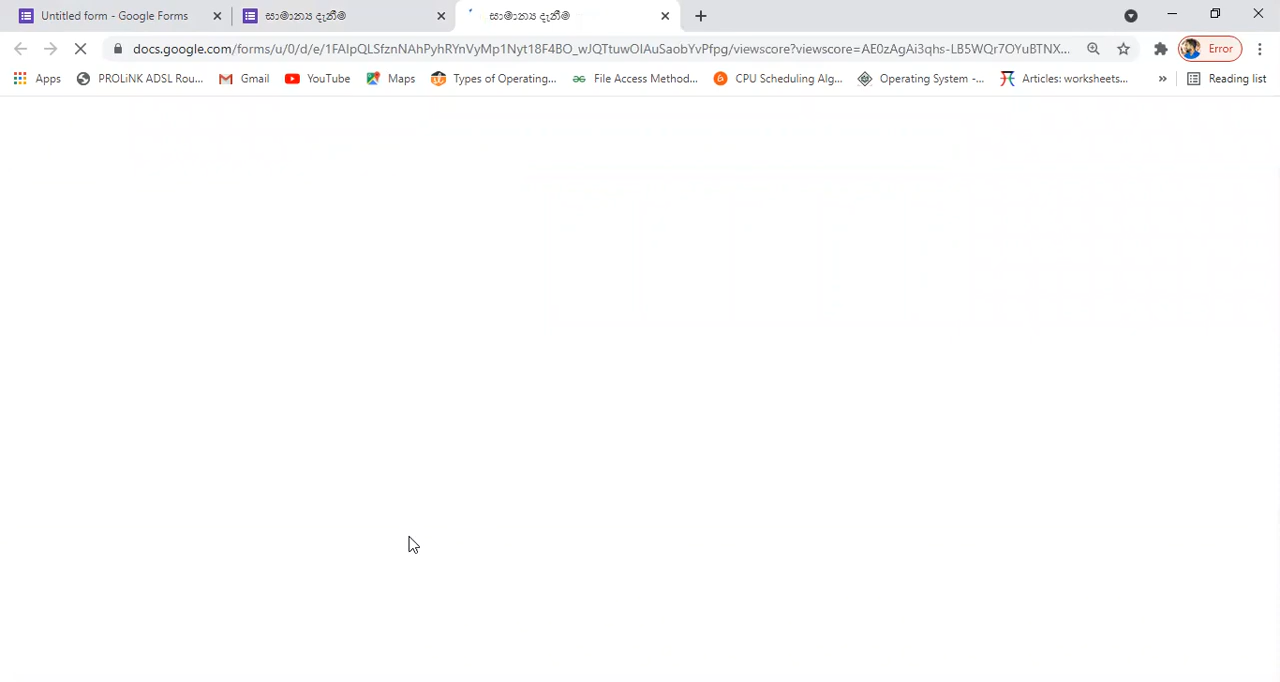 Untitled form - Google Forms සාමාන්‍ය දැනීම සාමාන්‍ය දැනීම
docs.google.com/forms/u/0/d/e/1FAIpQLSfznNAhPyhRYnVyMp1Nyt18F4BO_wJQTtuwOIAuSaobYvPfpg/viewscore?viewscore=AE0zAgAi3qhs-LB5WQr7OYuBTNX... Error
Apps PROLiNK ADSL Rou... Gmail YouTube Maps Types of Operating... File Access Method... CPU Scheduling Alg... Operating System -... Articles: worksheets... » Reading list